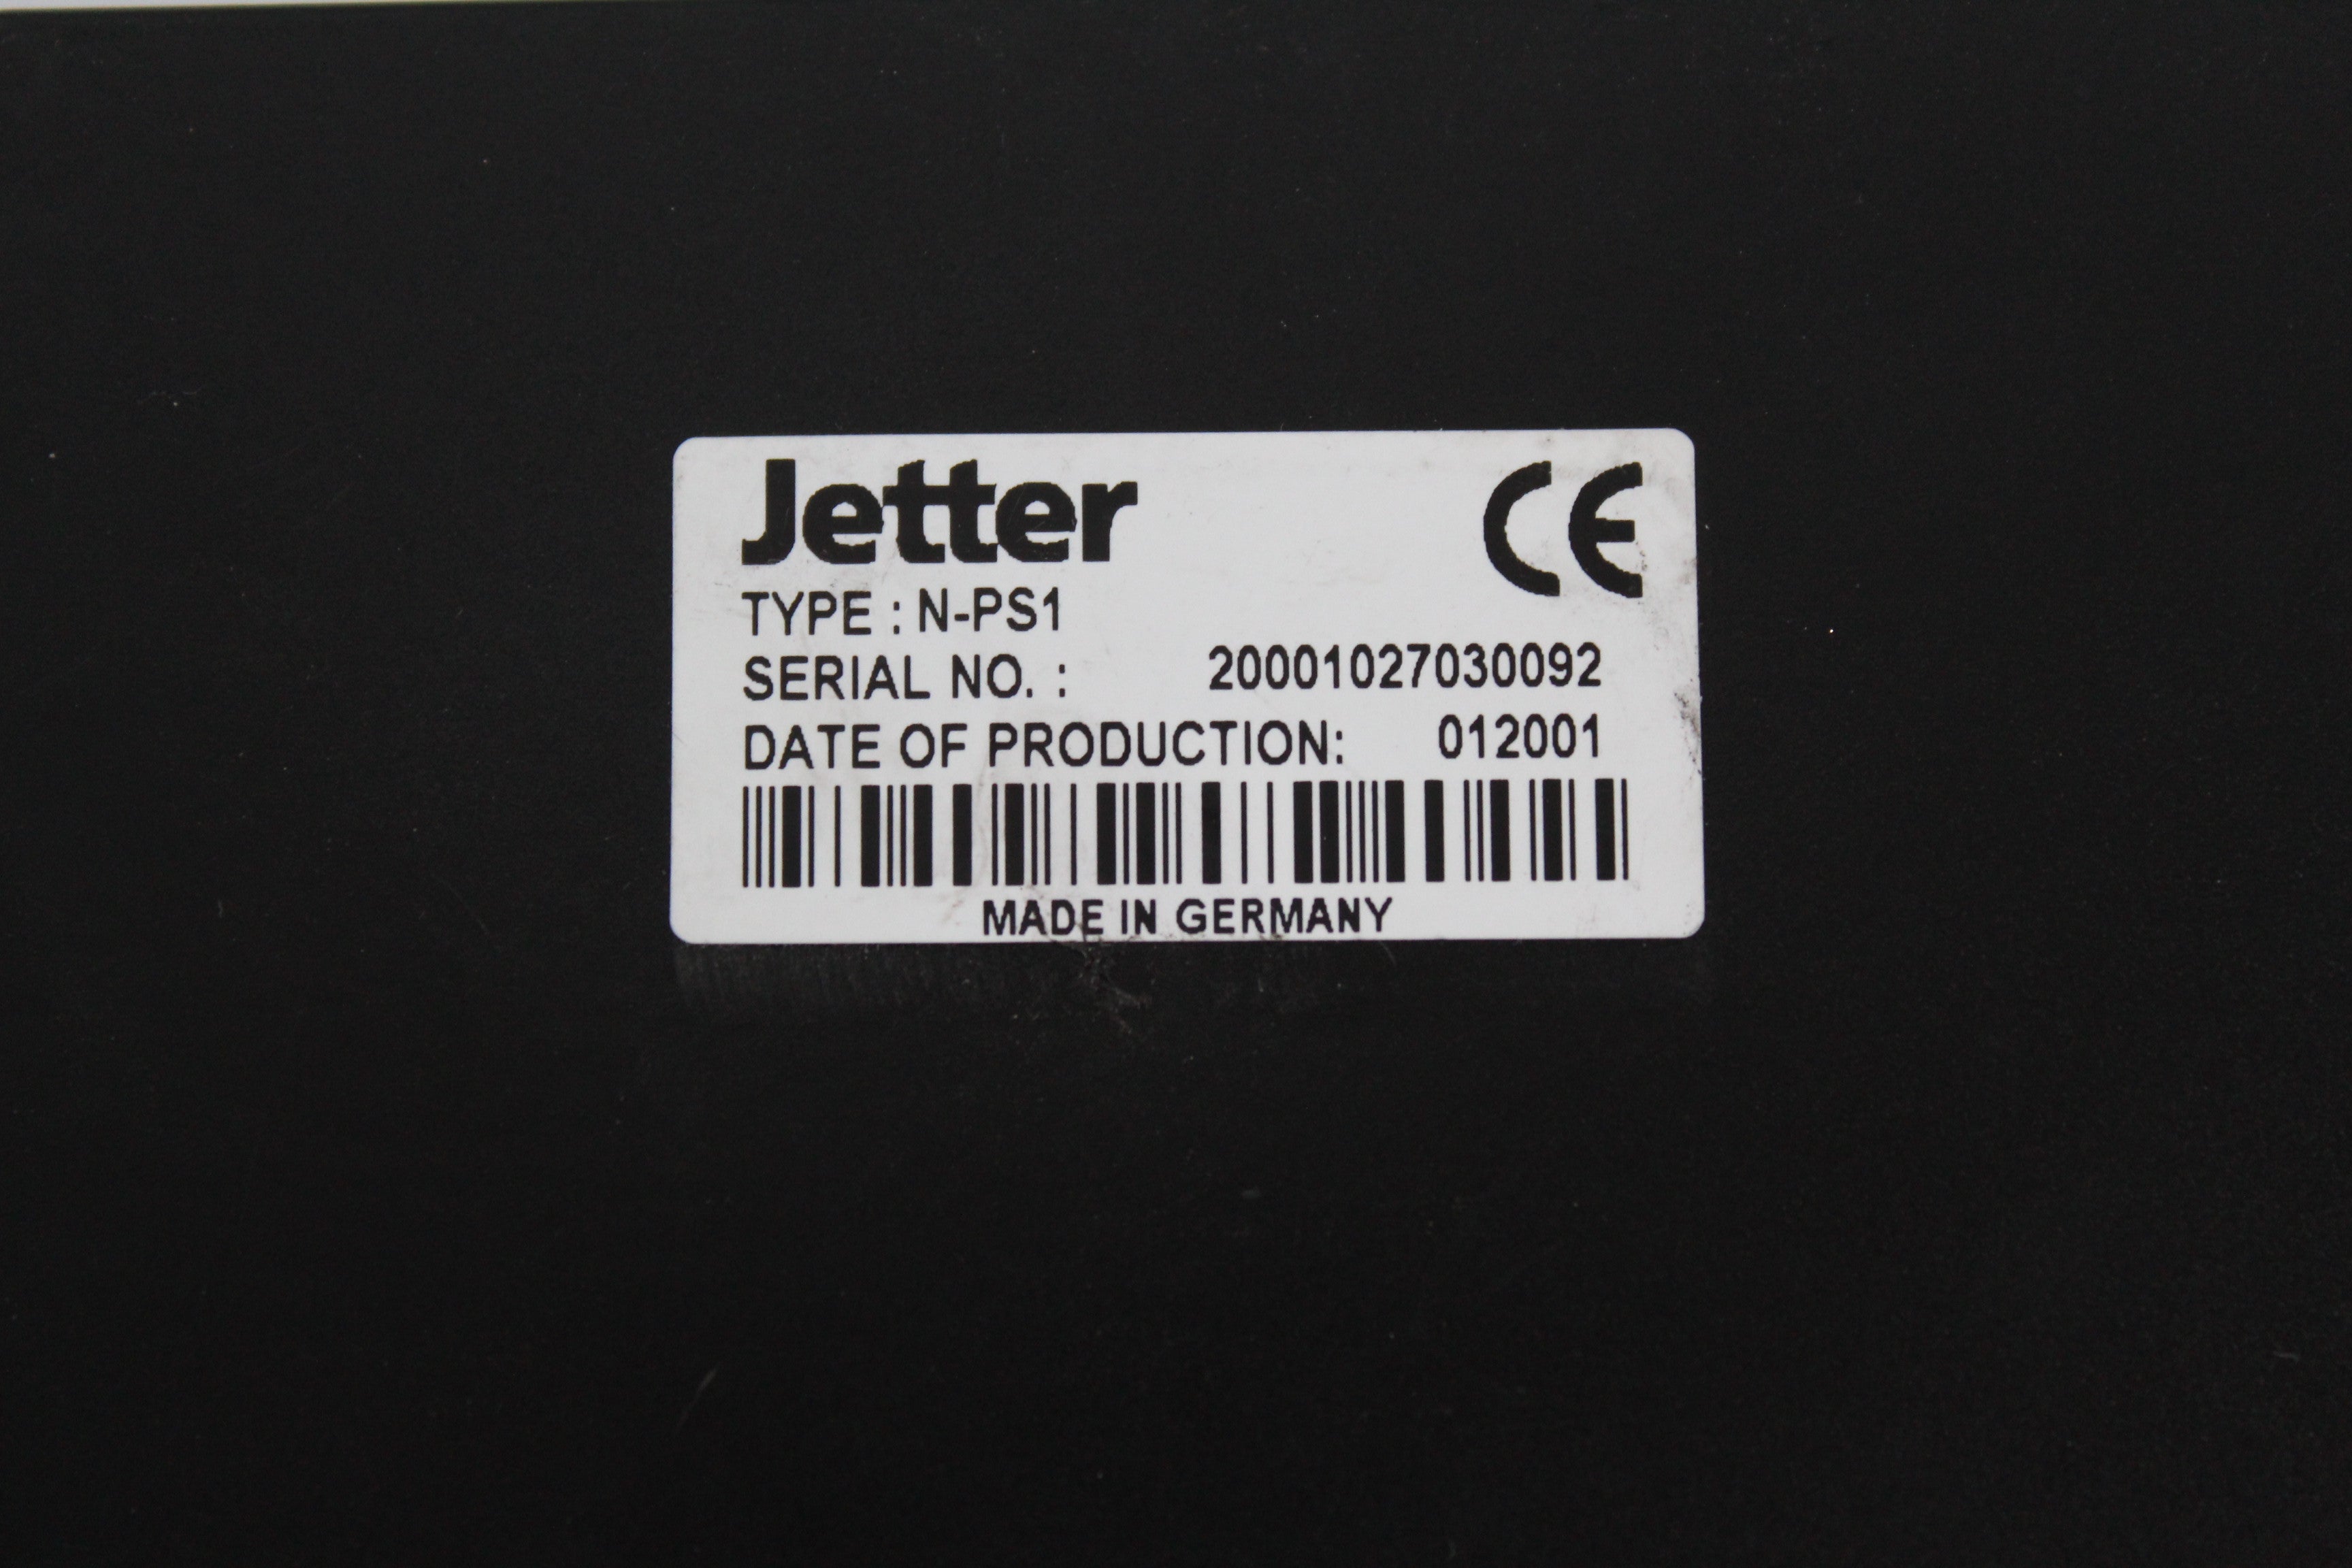 Jetter CE
TYPE : N-PS1
SERIAL NO. : 20001027030092
DATE OF PRODUCTION: 012001
MADE IN GERMANY